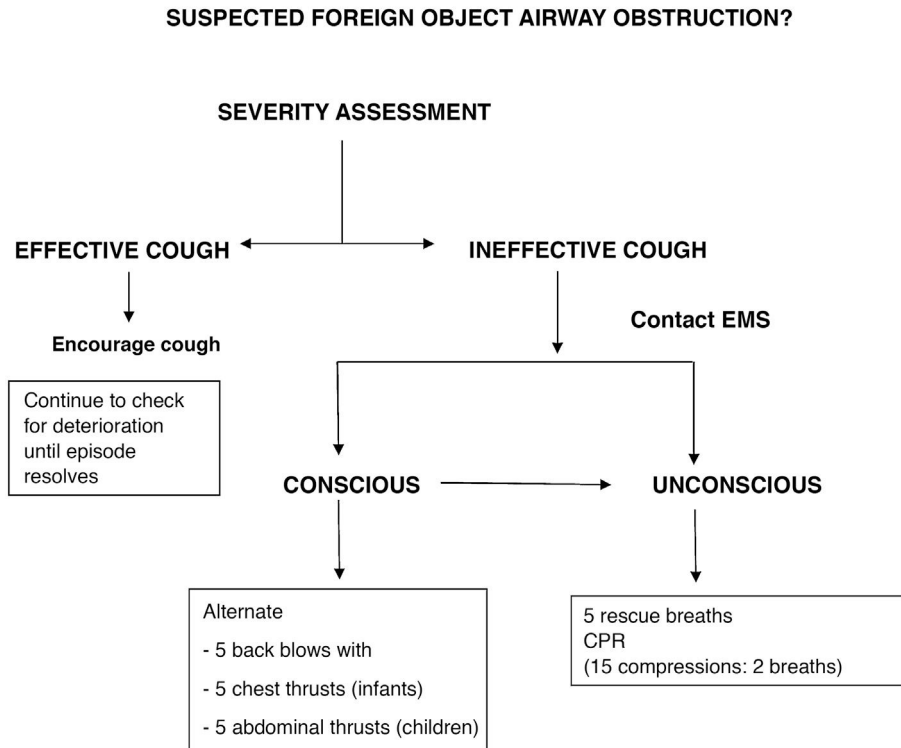 SUSPECTED FOREIGN OBJECT AIRWAY OBSTRUCTION?
SEVERITY ASSESSMENT
EFFECTIVE COUGH
INEFFECTIVE COUGH
Encourage cough
Contact EMS
Continue to check
for deterioration
until episode
resolves
CONSCIOUS
UNCONSCIOUS
Alternate
- 5 back blows with
- 5 chest thrusts (infants)
- 5 abdominal thrusts (children)
5 rescue breaths
CPR
(15 compressions: 2 breaths)